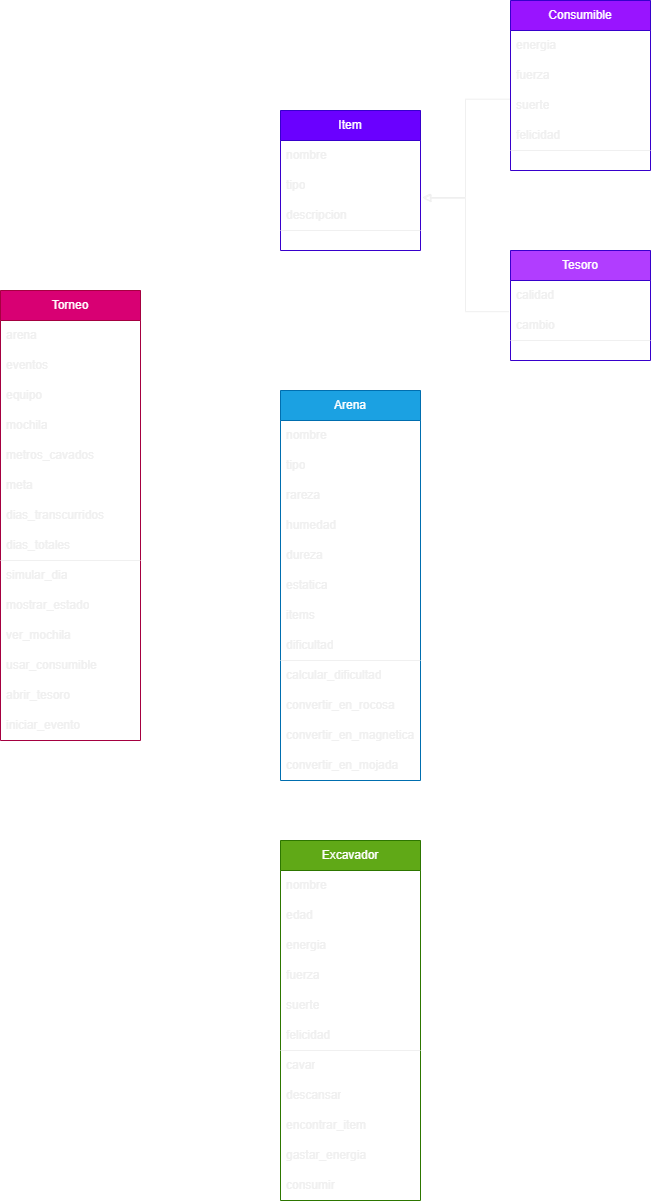 Consumible
energia
fuerza
suerte
felicidad
Item
nombre
tipo
descripcion
Tesoro
calidad
cambio
Torneo
arena
eventos
equipo
mochila
metros_cavados
meta
dias_transcurridos
dias_totales
simular_dia
mostrar_estado
ver_mochila
usar_consumible
abrir_tesoro
iniciar_evento
Arena
nombre
tipo
rareza
humedad
dureza
estatica
items
dificultad
calcular_dificultad
convertir_en_rocosa
convertir_en_magnetica
convertir_en_mojada
Excavador
nombre
edad
energia
fuerza
suerte
felicidad
cavar
descansar
encontrar_item
gastar_energia
consumir